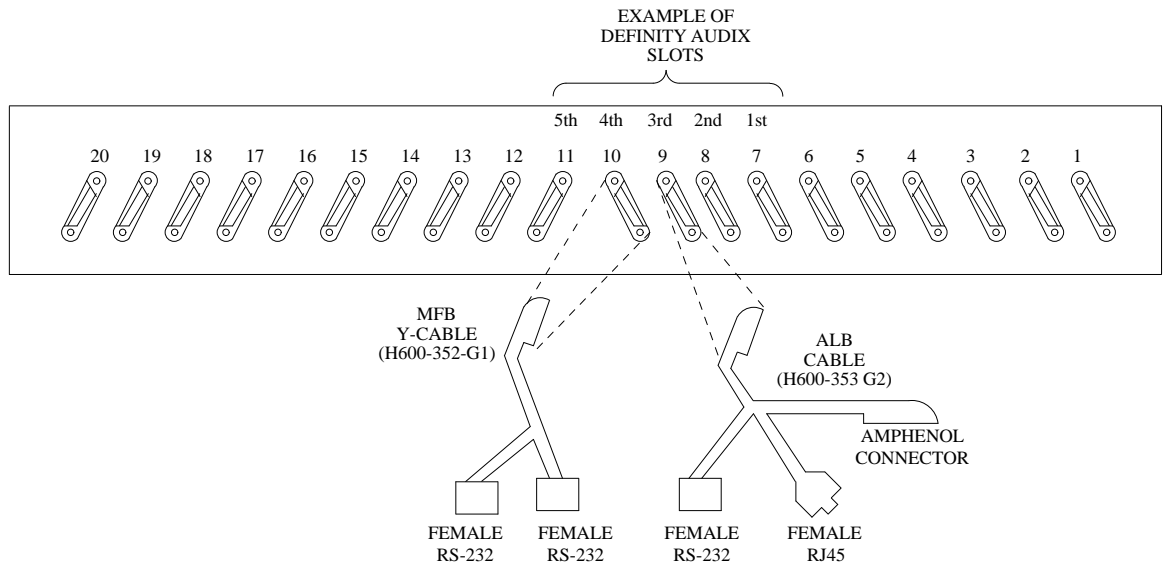 EXAMPLE OF
DEFINITY AUDIX
SLOTS
5th 4th 3rd 2nd 1st
20 19 18 17 16 15 14 13 12 11 10 9 8 7 6 5 4 3 2 1
MFB
Y-CABLE
(H600-352-G1)
ALB
CABLE
(H600-353 G2)
AMPHENOL
CONNECTOR
FEMALE
RS-232
FEMALE
RS-232
FEMALE
RS-232
FEMALE
RJ45